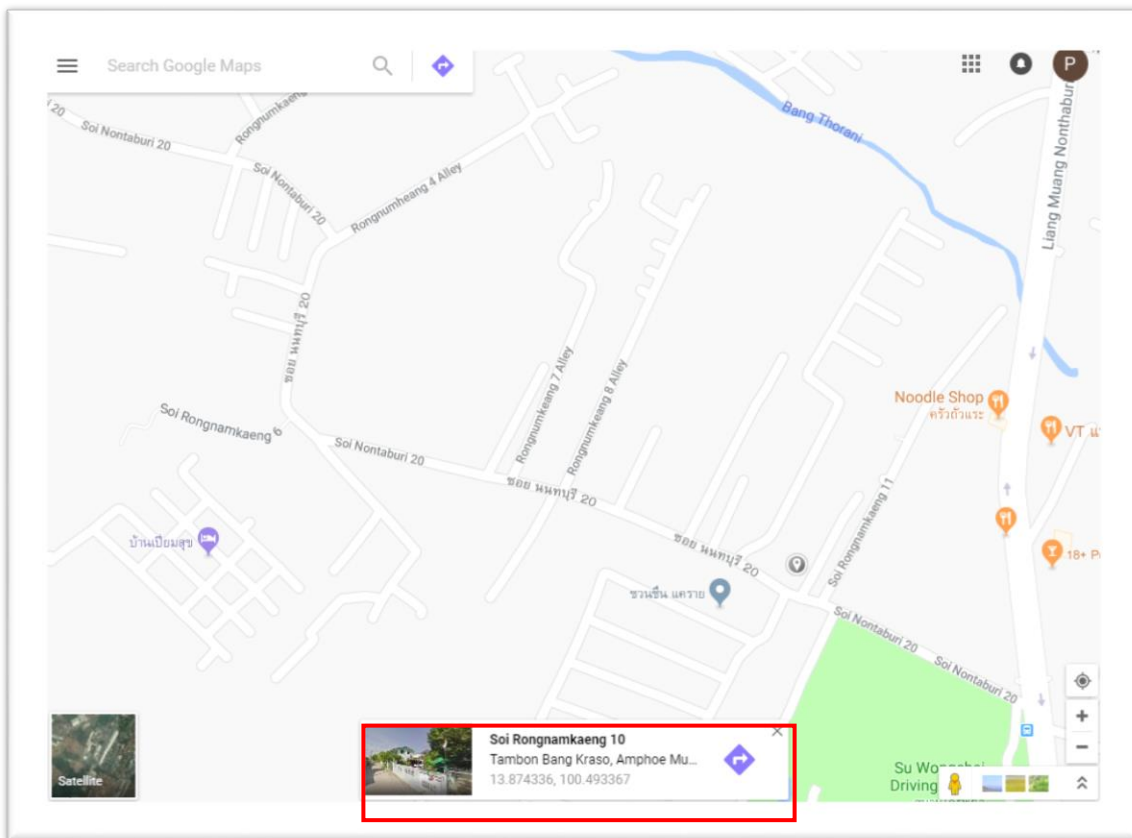 Search Google Maps
P
Bang Thorani
Liang Muang Nonthabur
i 20
Soi Nontaburi 20
Rongnumkaeng
Soi Nontaburi 20
Rongnumheang 4 Alley
ซอย นนทบุรี 20
Rongnumkeang 7 Alley
Rongnumkeang 8 Alley
Noodle Shop
ครัวถัวแระ
VT
Soi Rongnamkaeng 6
Soi Nontaburi 20
ซอย นนทบุรี 20
Soi Rongnamkaeng 11
บ้านเปี่ยมสุข
ซอย นนทบุรี 20
18+ P
ชวนชื่น แคราย
Soi Nontaburi 20
Soi Nontaburi 20
Satellite
Soi Rongnamkaeng 10
Tambon Bang Kraso, Amphoe Mu...
13.874336, 100.493367
Su Wongchai
Driving